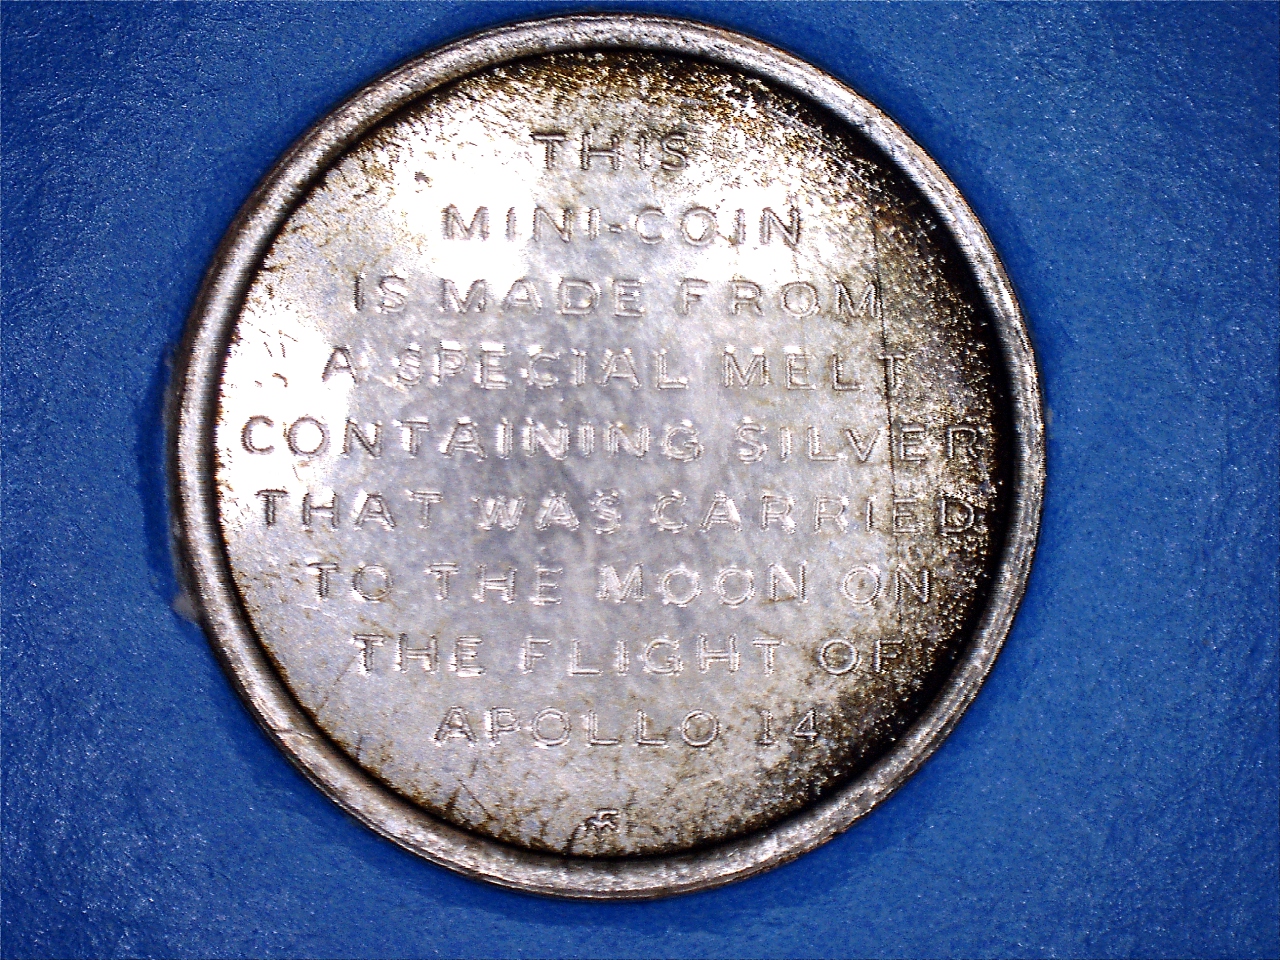 THIS
MINI-COIN
IS MADE FROM
A SPECIAL MELT
CONTAINING SILVER
THAT WAS CARRIED
TO THE MOON ON
THE FLIGHT OF
APOLLO 14